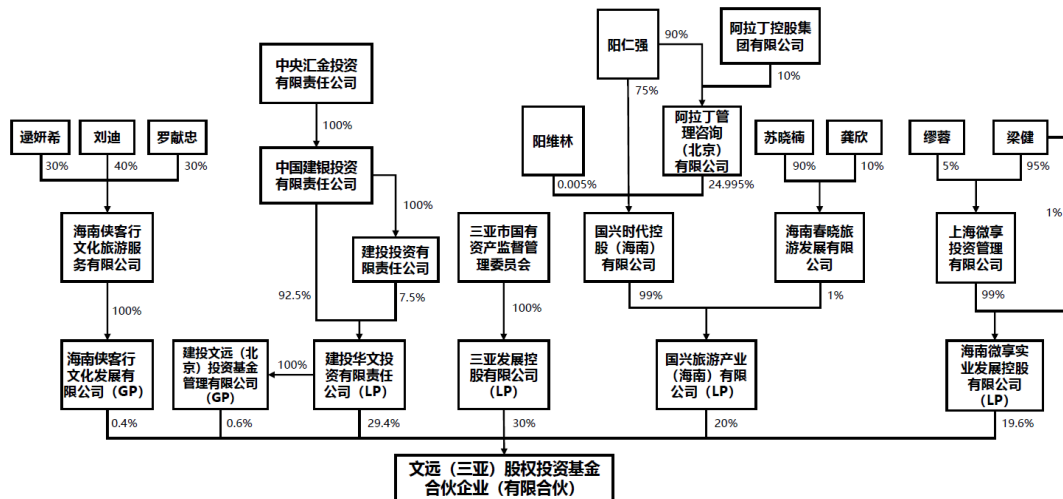 阳仁强
90%
阿拉丁控股集
团有限公司
10%
75%
中央汇金投资
有限责任公司
100%
逯妍希
刘迪
罗献忠
30%
40%
30%
中国建银投资
有限责任公司
100%
阳维林
0.005%
阿拉丁管
理咨询
（北京）
有限公司
24.995%
苏晓楠
龚欣
90%
10%
缪蓉
梁健
5%
95%
1%
海南侠客行
文化旅游服
务有限公司
100%
建投投资有
限责任公司
92.5%
7.5%
三亚市国有
资产监督管
理委员会
100%
国兴时代控
股（海南）
有限公司
99%
海南春晓旅
游发展有限
公司
1%
上海微享
投资管理
有限公司
99%
海南侠客行
文化发展有
限公司（GP）
0.4%
建投文远（北
京）投资基金
管理有限公司
（GP）
100%
0.6%
建投华文投
资有限责任
公司（LP）
29.4%
三亚发展控
股有限公司
（LP）
30%
国兴旅游产业
（海南）有限
公司（LP）
20%
海南微享实
业发展控股
有限公司
（LP）
19.6%
文远（三亚）股权投资基金
合伙企业（有限合伙）